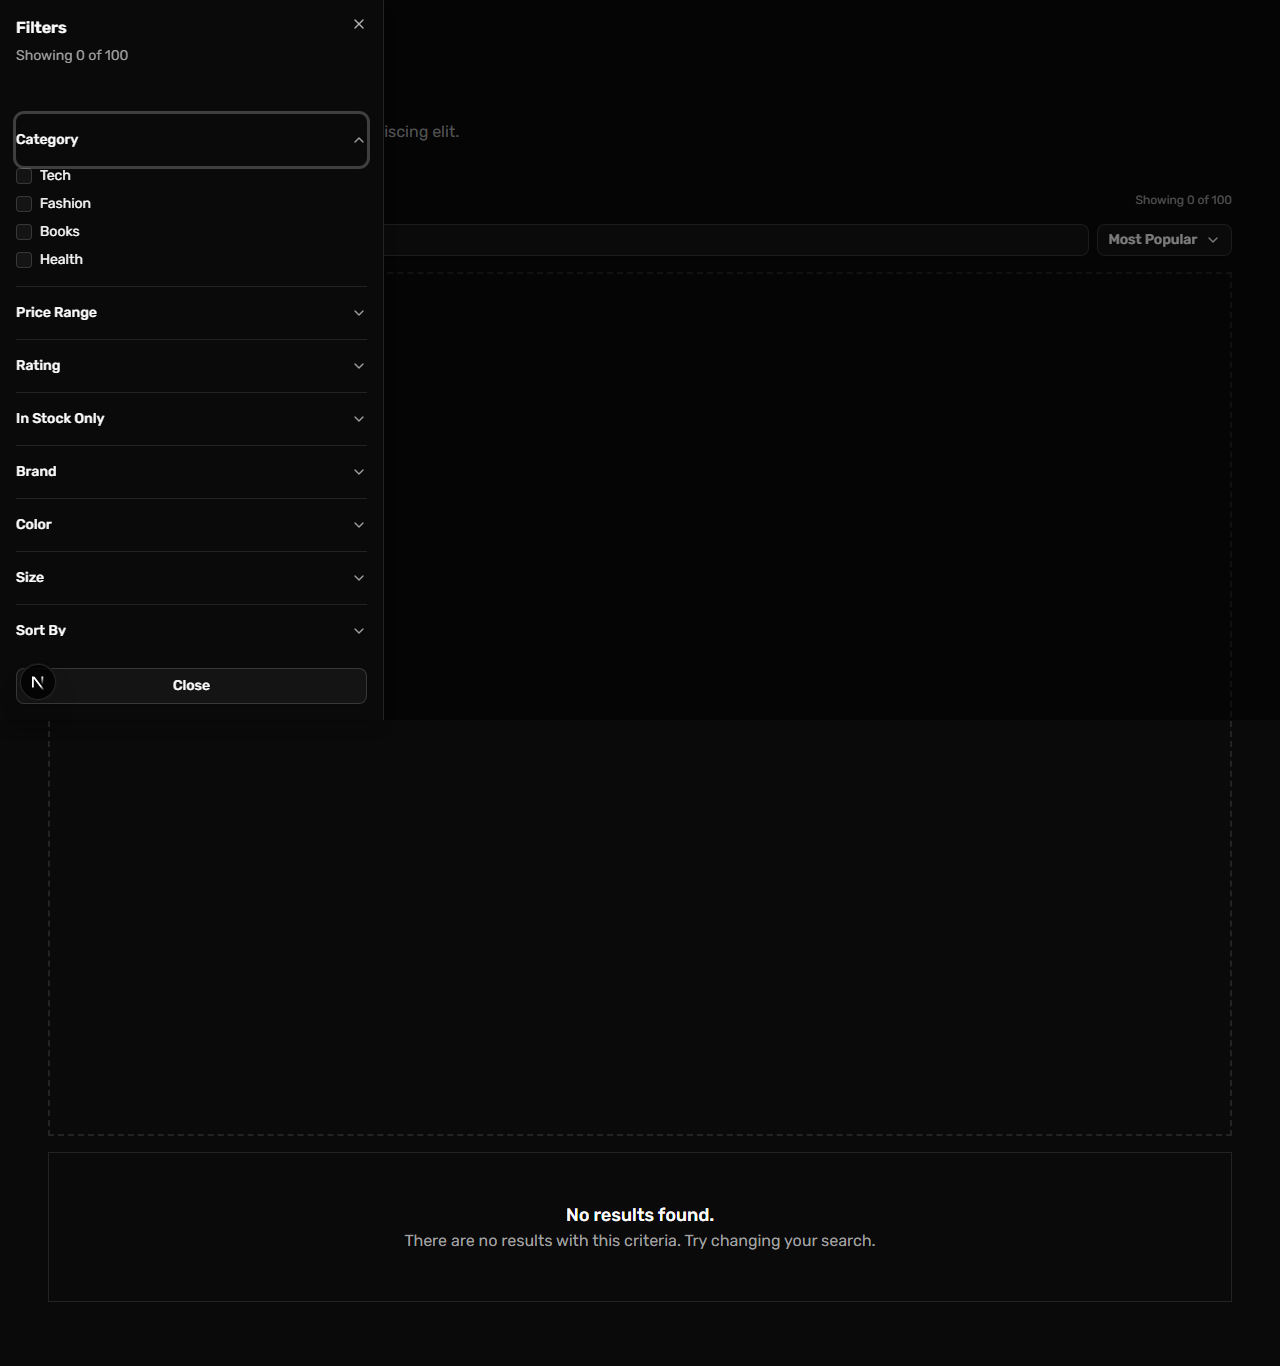 Filters
Showing 0 of 100
Category
Tech
Fashion
Books
Health
Price Range
Rating
In Stock Only
Brand
Color
Size
Sort By
N
Close
iscing elit.
Showing 0 of 100
Most Popular
No results found.
There are no results with this criteria. Try changing your search.